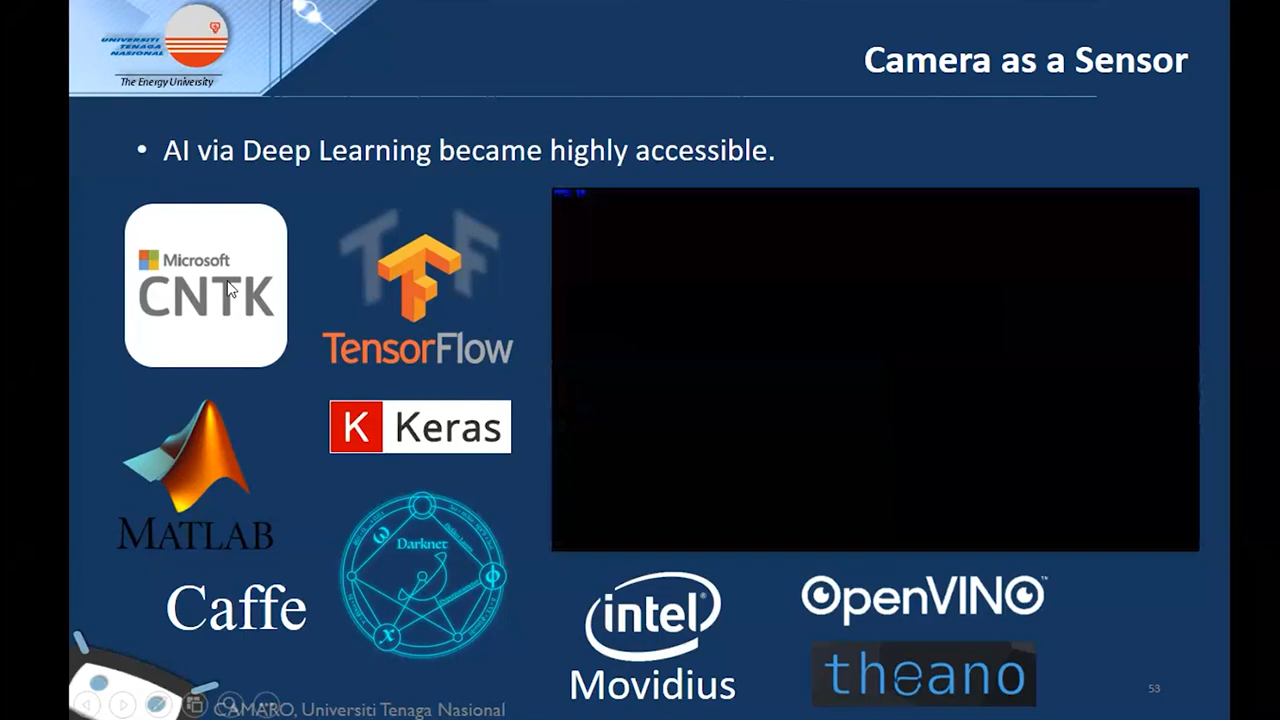 UNIVERSITI
TENAGA
NASIONAL
The Energy University
Camera as a Sensor
• AI via Deep Learning became highly accessible.
Microsoft
CNTK
TensorFlow
K Keras
MATLAB
Darknet
Caffe
intel
Movidius
OpenVINO™
theano
CAMARO, Universiti Tenaga Nasional
53